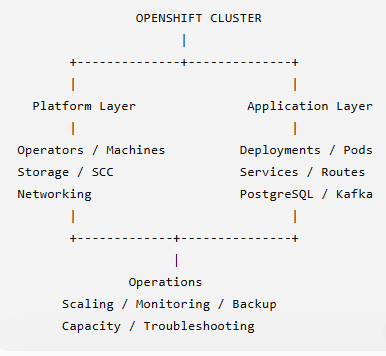 OPENSHIFT CLUSTER
|
+-------------+-------------+
| |
Platform Layer Application Layer
| |
Operators / Machines Deployments / Pods
Storage / SCC Services / Routes
Networking PostgreSQL / Kafka
| |
+-------------+-------------+
|
Operations
Scaling / Monitoring / Backup
Capacity / Troubleshooting